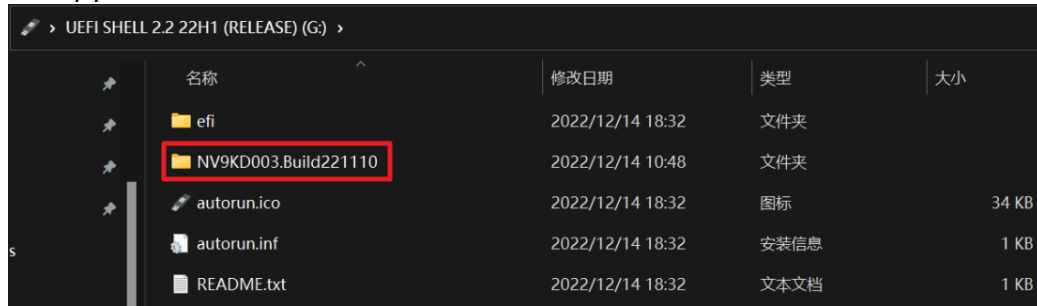 › UEFI SHELL 2.2 22H1 (RELEASE) (G:) ›
名称 修改日期 类型 大小
efi 2022/12/14 18:32 文件夹
NV9KD003.Build221110 2022/12/14 10:48 文件夹
autorun.ico 2022/12/14 18:32 图标 34 KB
s autorun.inf 2022/12/14 18:32 安装信息 1 KB
README.txt 2022/12/14 18:32 文本文档 1 KB